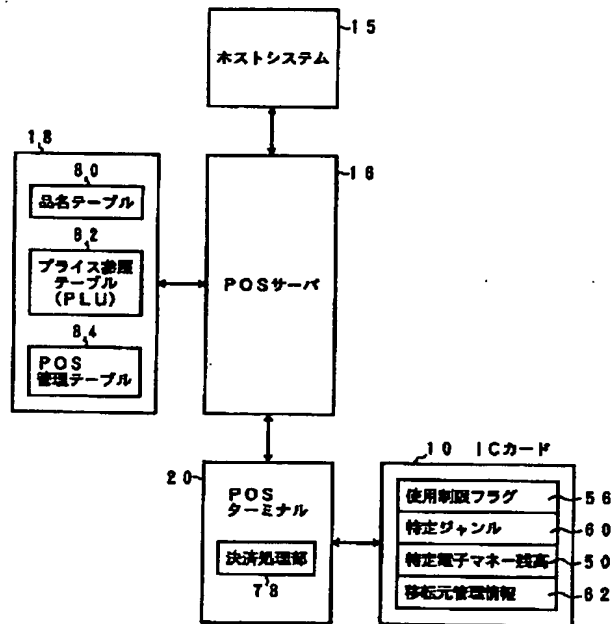 15
ホストシステム
18
80
品名テーブル
82
プライス参照
テーブル
(PLU)
84
POS
管理テーブル
16
POSサーバ
20
POS
ターミナル
決済処理部
78
10 ICカード
使用制限フラグ
56
特定ジャンル
60
特定電子マネー残高
50
移転元管理情報
62